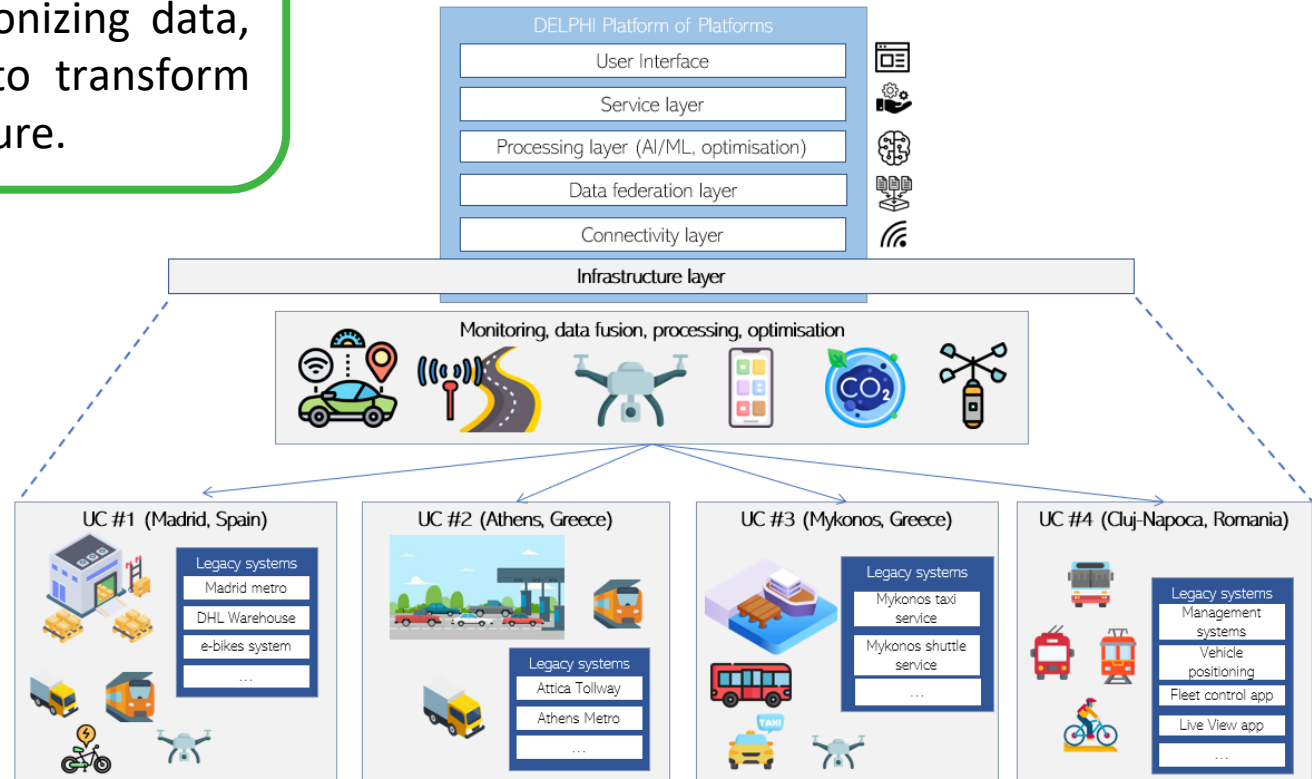 onizing data,
to transform
ure.
DELPHI Platform of Platforms
User Interface
Service layer
Processing layer (AI/ML, optimisation)
Data federation layer
Connectivity layer
Infrastructure layer
Monitoring, data fusion, processing, optimisation
CO2
UC #1 (Madrid, Spain)
Legacy systems
Madrid metro
DHL Warehouse
e-bikes system
...
UC #2 (Athens, Greece)
Legacy systems
Attica Tollway
Athens Metro
...
UC #3 (Mykonos, Greece)
Legacy systems
Mykonos taxi
service
Mykonos shuttle
service
...
TAXI
UC #4 (Cluj-Napoca, Romania)
Legacy systems
Management
systems
Vehicle
positioning
Fleet control app
Live View app
...